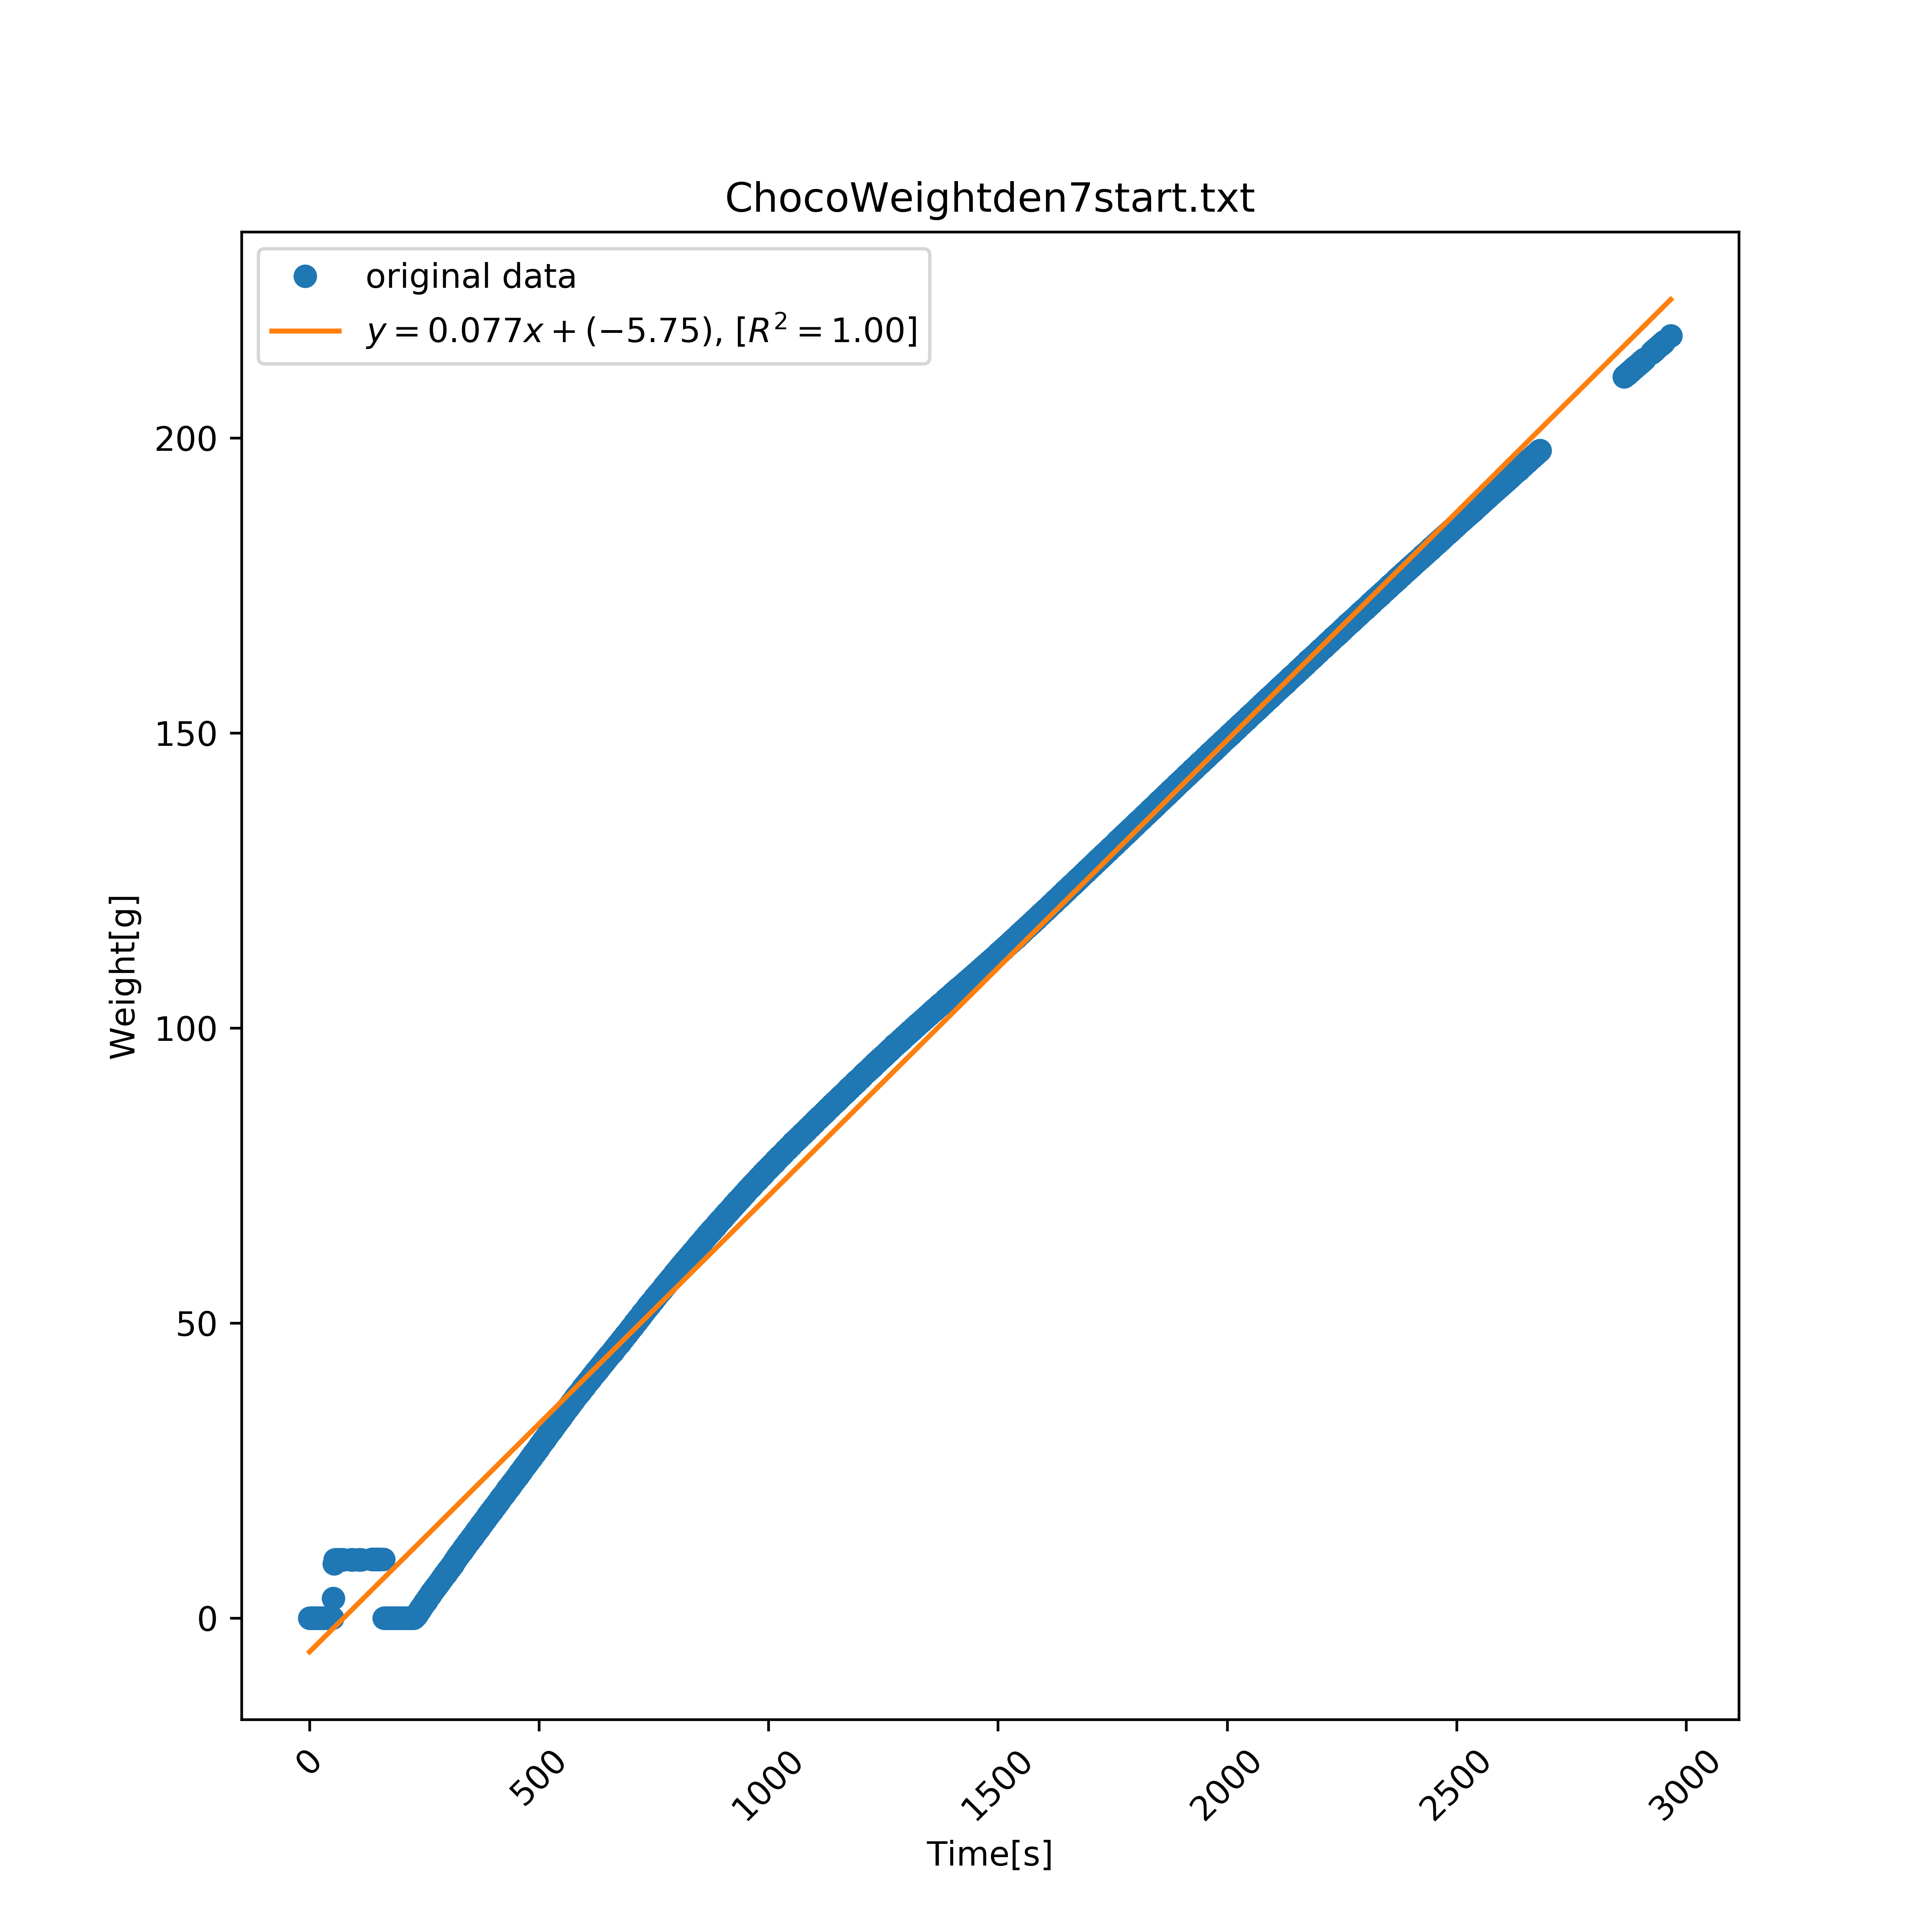 ChocoWeightden7start.txt
original data
y = 0.077x + (−5.75), [R² = 1.00]
Weight[g]
200
150
100
50
0
0
500
1000
1500
2000
2500
3000
Time[s]